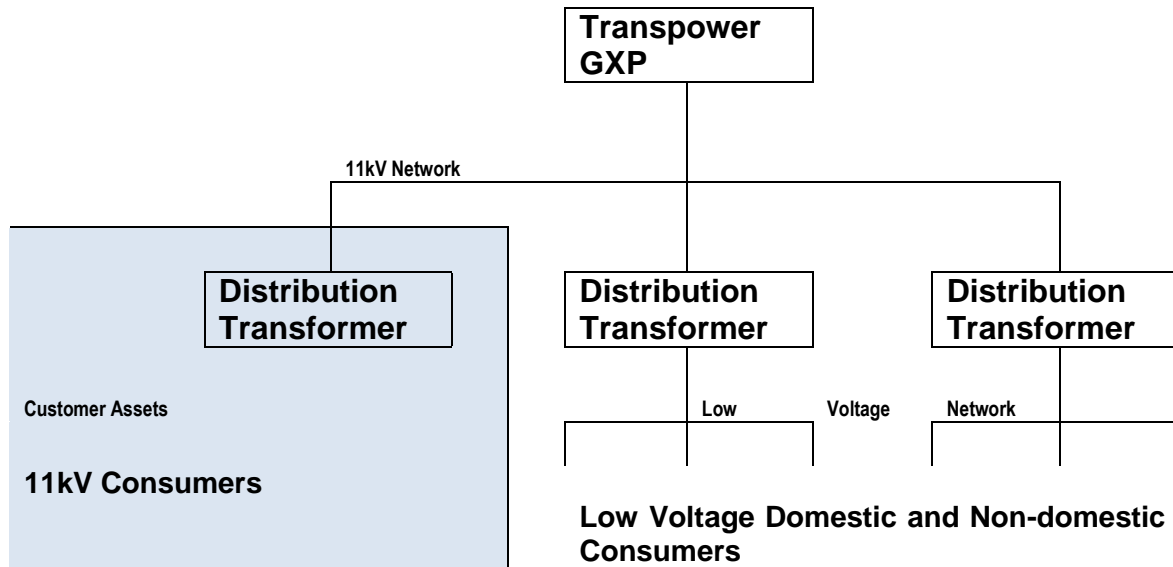 Transpower
GXP
11kV Network
Distribution
Transformer
Distribution
Transformer
Distribution
Transformer
Customer Assets
Low Voltage Network
11kV Consumers
Low Voltage Domestic and Non-domestic
Consumers